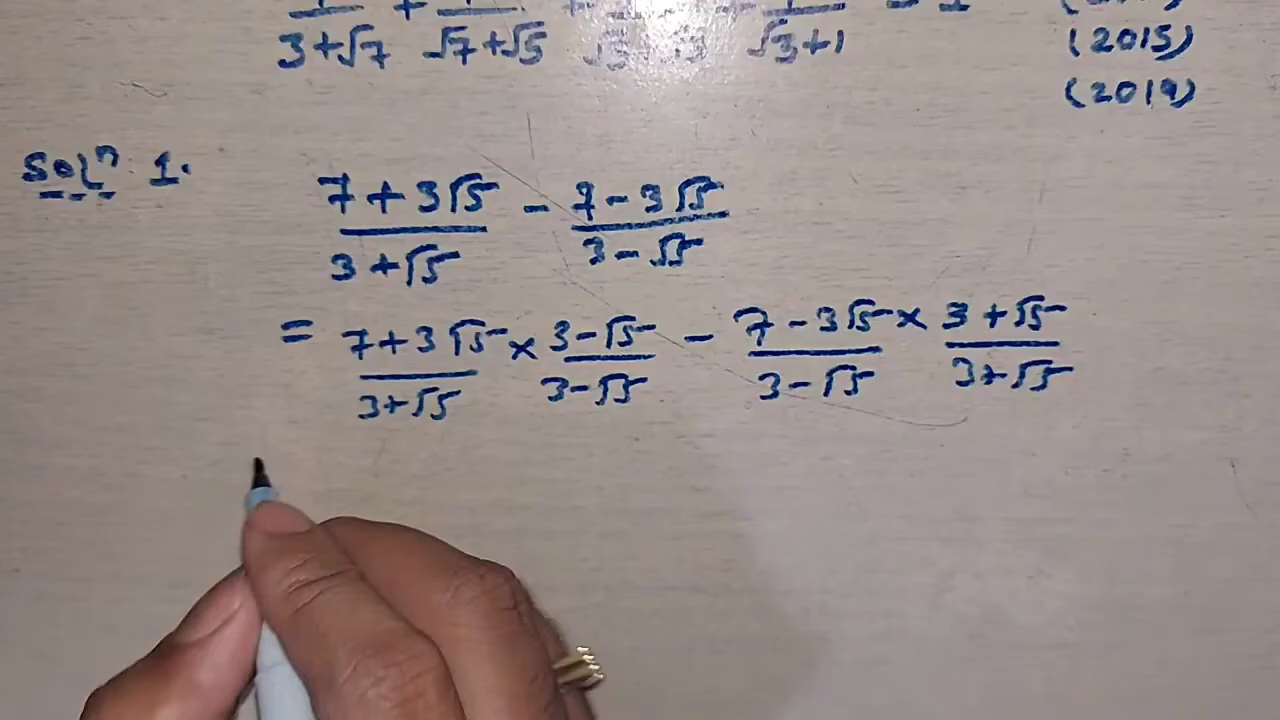 3+√7 √7+√5 √3+1 (2015)
(2019)
Solⁿ 1. 7+3√5/3+√5 - 7-3√5/3-√5
= 7+3√5/3+√5 × 3-√5/3-√5 - 7-3√5/3-√5 × 3+√5/3+√5